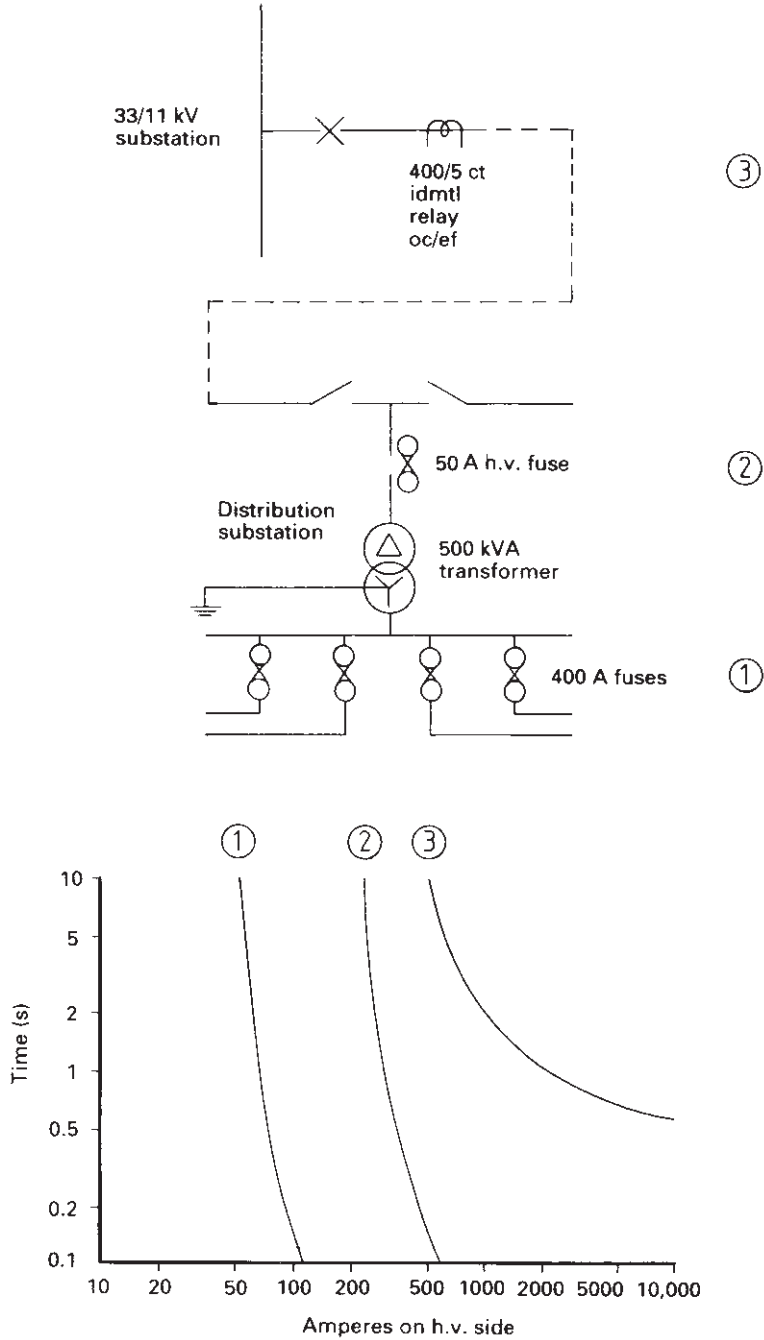 33/11 kV
substation
400/5 ct
idmtl
relay
oc/ef
3
50 A h.v. fuse
2
Distribution
substation
500 kVA
transformer
400 A fuses
1
1 2 3
10
5
2
1
0.5
0.2
0.1
Time (s)
10 20 50 100 200 500 1000 2000 5000 10,000
Amperes on h.v. side